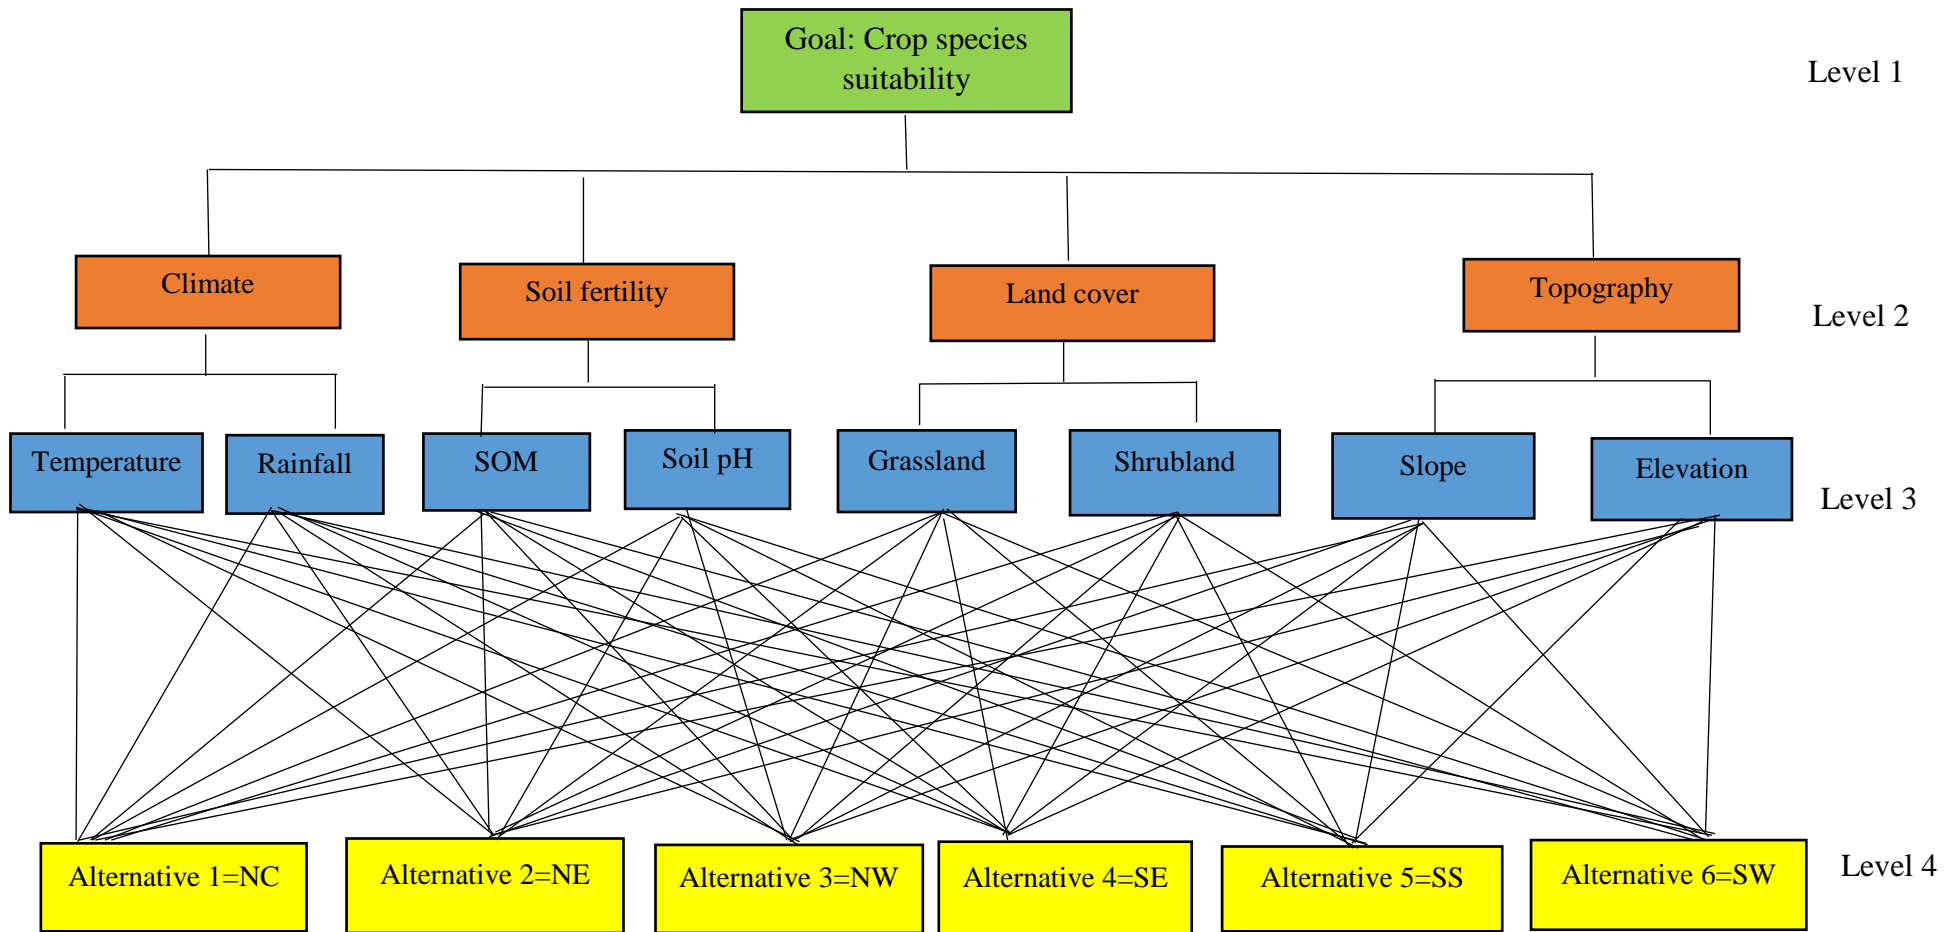 Goal: Crop species
suitability
Level 1
Climate
Soil fertility
Land cover
Topography
Level 2
Temperature
Rainfall
SOM
Soil pH
Grassland
Shrubland
Slope
Elevation
Level 3
Alternative 1=NC
Alternative 2=NE
Alternative 3=NW
Alternative 4=SE
Alternative 5=SS
Alternative 6=SW
Level 4